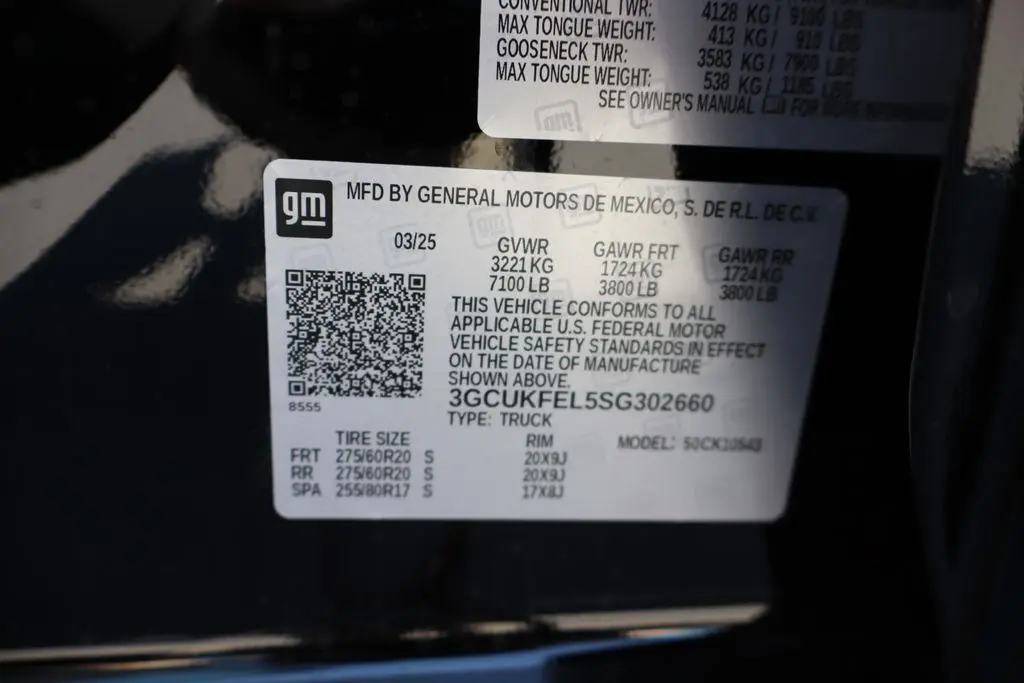 CONVENTIONAL TWR: 4128 KG / 9100 LBS
MAX TONGUE WEIGHT: 413 KG / 910 LBS
GOOSENECK TWR: 3583 KG / 7900 LBS
MAX TONGUE WEIGHT: 538 KG / 1185 LBS
SEE OWNER'S MANUAL FOR MORE
gm
MFD BY GENERAL MOTORS DE MEXICO, S. DE R.L. DE C.V.
03/25
GVWR GAWR FRT GAWR RR
3221 KG 1724 KG 1724 KG
7100 LB 3800 LB 3800 LB
THIS VEHICLE CONFORMS TO ALL
APPLICABLE U.S. FEDERAL MOTOR
VEHICLE SAFETY STANDARDS IN EFFECT
ON THE DATE OF MANUFACTURE
SHOWN ABOVE.
8555
3GCUKFEL5SG302660
TYPE: TRUCK
TIRE SIZE RIM MODEL:
FRT 275/60R20 S 20X9J
RR 275/60R20 S 20X9J
SPA 255/80R17 S 17X8J